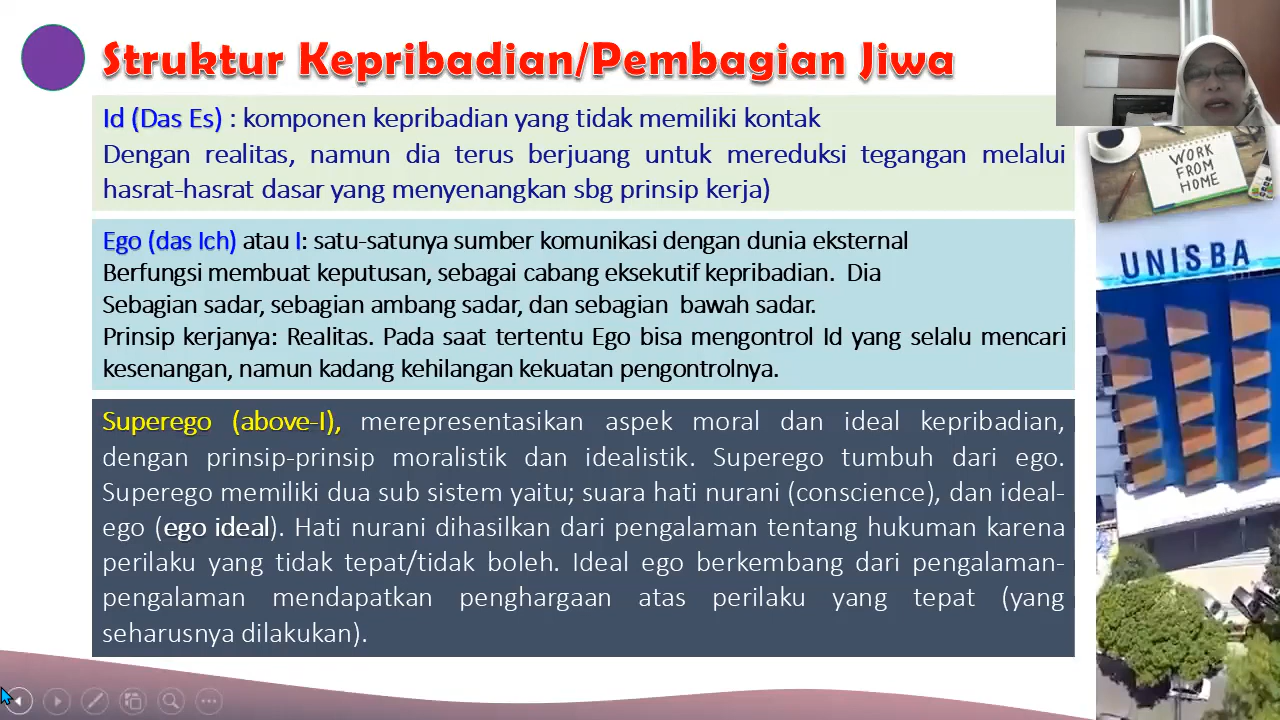 Struktur Kepribadian/Pembagian Jiwa
Id (Das Es) : komponen kepribadian yang tidak memiliki kontak
Dengan realitas, namun dia terus berjuang untuk mereduksi tegangan melalui
hasrat-hasrat dasar yang menyenangkan sbg prinsip kerja)
Ego (das Ich) atau I: satu-satunya sumber komunikasi dengan dunia eksternal
Berfungsi membuat keputusan, sebagai cabang eksekutif kepribadian. Dia
Sebagian sadar, sebagian ambang sadar, dan sebagian bawah sadar.
Prinsip kerjanya: Realitas. Pada saat tertentu Ego bisa mengontrol Id yang selalu mencari
kesenangan, namun kadang kehilangan kekuatan pengontrolnya.
Superego (above-I), merepresentasikan aspek moral dan ideal kepribadian,
dengan prinsip-prinsip moralistik dan idealistik. Superego tumbuh dari ego.
Superego memiliki dua sub sistem yaitu; suara hati nurani (conscience), dan ideal-
ego (ego ideal). Hati nurani dihasilkan dari pengalaman tentang hukuman karena
perilaku yang tidak tepat/tidak boleh. Ideal ego berkembang dari pengalaman-
pengalaman mendapatkan penghargaan atas perilaku yang tepat (yang
seharusnya dilakukan).
WORK
FROM
HOME
UNISBA